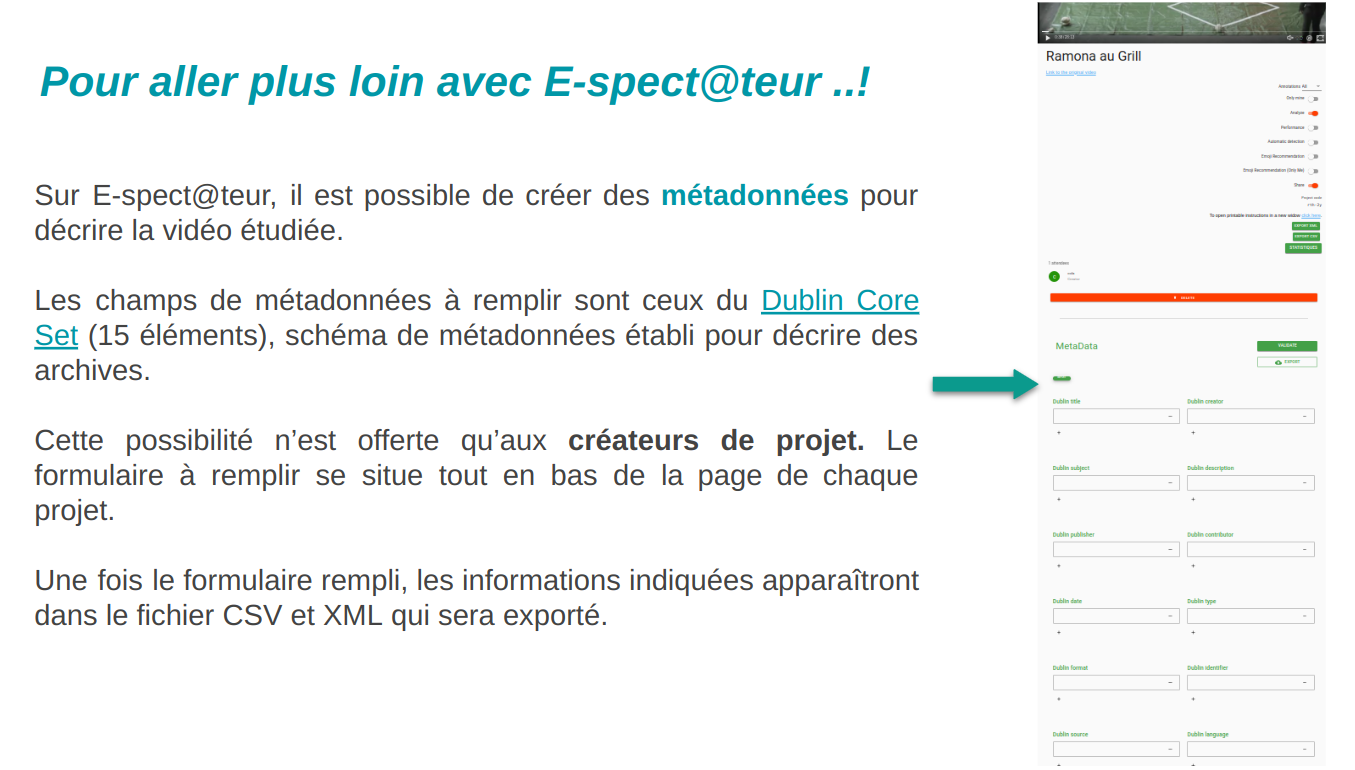 Pour aller plus loin avec E-spect@teur ..!
Sur E-spect@teur, il est possible de créer des métadonnées pour
décrire la vidéo étudiée.
Les champs de métadonnées à remplir sont ceux du Dublin Core
Set (15 éléments), schéma de métadonnées établi pour décrire des
archives.
Cette possibilité n’est offerte qu’aux créateurs de projet. Le
formulaire à remplir se situe tout en bas de la page de chaque
projet.
Une fois le formulaire rempli, les informations indiquées apparaîtront
dans le fichier CSV et XML qui sera exporté.
Ramona au Grill
Link to the original video
Annotations All
Only mine
Analyse
Performance
Automatic detection
Emoji Recommendation
Emoji Recommendation (Only Me)
Share
Project code
To open printable instructions in a new window click here
EXPORT XML
EXPORT CSV
STATISTIQUES
MetaData
VALIDATE
EXPORT
Dublin title
Dublin creator
Dublin subject
Dublin description
Dublin publisher
Dublin contributor
Dublin date
Dublin type
Dublin format
Dublin identifier
Dublin source
Dublin language